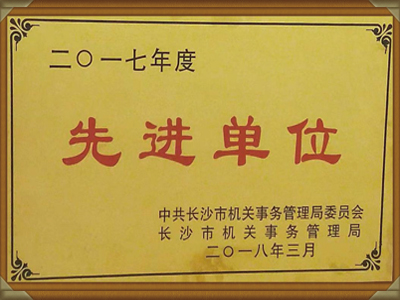 二〇一七年度
先进单位
中共长沙市机关事务管理局委员会
长沙市机关事务管理局
二〇一八年三月